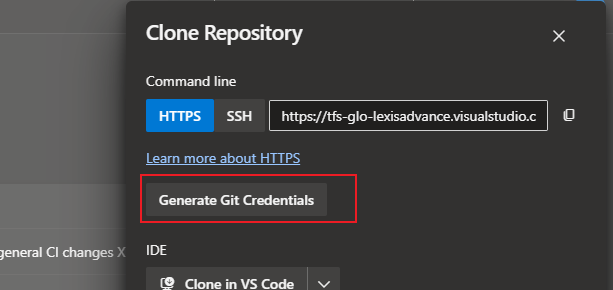 Clone Repository
Command line
HTTPS
SSH
https://tfs-glo-lexisadvance.visualstudio.c
Learn more about HTTPS
Generate Git Credentials
general CI changes X
IDE
Clone in VS Code